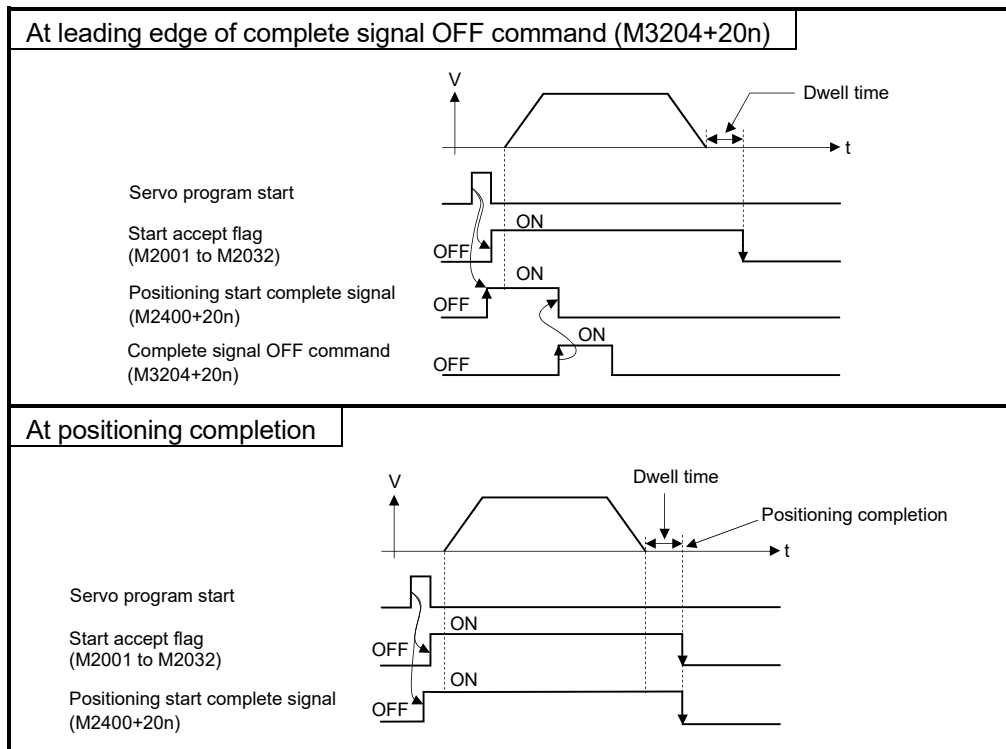 At leading edge of complete signal OFF command (M3204+20n)
V
Dwell time
t
Servo program start
ON
Start accept flag
(M2001 to M2032)
OFF
ON
Positioning start complete signal
(M2400+20n)
OFF
ON
Complete signal OFF command
(M3204+20n)
OFF
At positioning completion
V
Dwell time
Positioning completion
t
Servo program start
ON
Start accept flag
(M2001 to M2032)
OFF
ON
Positioning start complete signal
(M2400+20n)
OFF